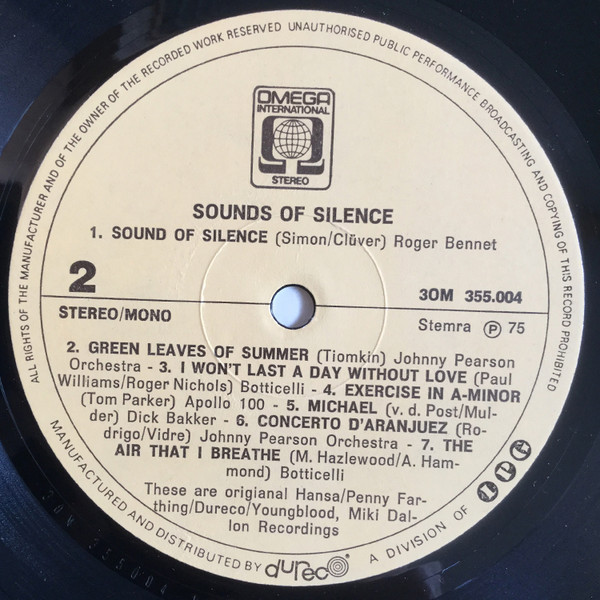 ALL RIGHTS OF THE MANUFACTURER AND OF THE OWNER OF THE RECORDED WORK RESERVED UNAUTHORISED PUBLIC PERFORMANCE BROADCASTING AND COPYING OF THIS RECORD PROHIBITED
OMEGA
INTERNATIONAL
STEREO
SOUNDS OF SILENCE
1. SOUND OF SILENCE (Simon/Clüver) Roger Bennet
2
3OM 355.004
STEREO/MONO
Stemra Ⓟ 75
2. GREEN LEAVES OF SUMMER (Tiomkin) Johnny Pearson
Orchestra - 3. I WON'T LAST A DAY WITHOUT LOVE (Paul
Williams/Roger Nichols) Botticelli - 4. EXERCISE IN A-MINOR
(Tom Parker) Apollo 100 - 5. MICHAEL (v. d. Post/Mul-
der) Dick Bakker - 6. CONCERTO D'ARANJUEZ (Ro-
drigo/Vidre) Johnny Pearson Orchestra - 7. THE
AIR THAT I BREATHE (M. Hazlewood/A. Ham-
mond) Botticelli
These are origianal Hansa/Penny Far-
thing/Dureco/Youngblood, Miki Dal-
lon Recordings
MANUFACTURED AND DISTRIBUTED BY dureco A DIVISION OF